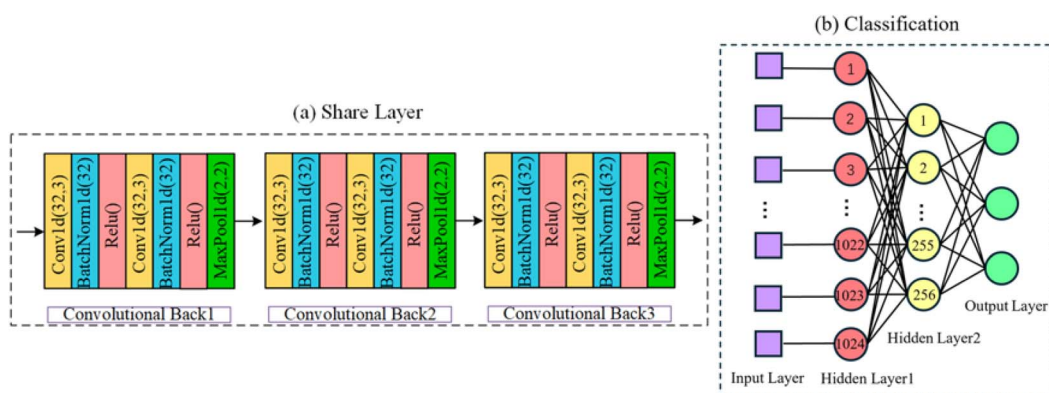 (a) Share Layer
Conv1d(32,3)
BatchNorm1d(32)
Relu()
Conv1d(32,3)
BatchNorm1d(32)
Relu()
MaxPool1d(2,2)
Convolutional Back1
Conv1d(32,3)
BatchNorm1d(32)
Relu()
Conv1d(32,3)
BatchNorm1d(32)
Relu()
MaxPool1d(2,2)
Convolutional Back2
Conv1d(32,3)
BatchNorm1d(32)
Relu()
Conv1d(32,3)
BatchNorm1d(32)
Relu()
MaxPool1d(2,2)
Convolutional Back3
(b) Classification
1
2
3
...
...
1022
1023
1024
1
2
...
255
256
Input Layer
Hidden Layer1
Hidden Layer2
Output Layer